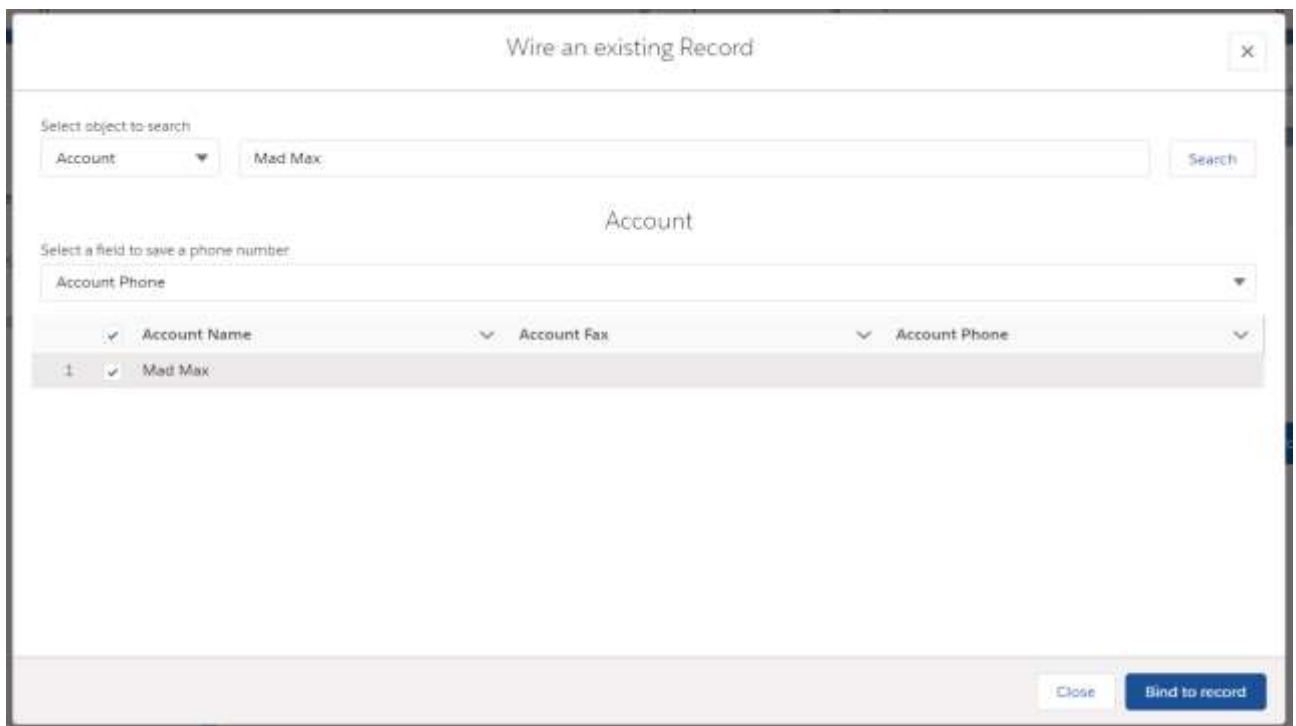 Wire an existing Record
Select object to search
Account Mad Max Search
Account
Select a field to save a phone number
Account Phone
Account Name Account Fax Account Phone
1 Mad Max
Close Bind to record